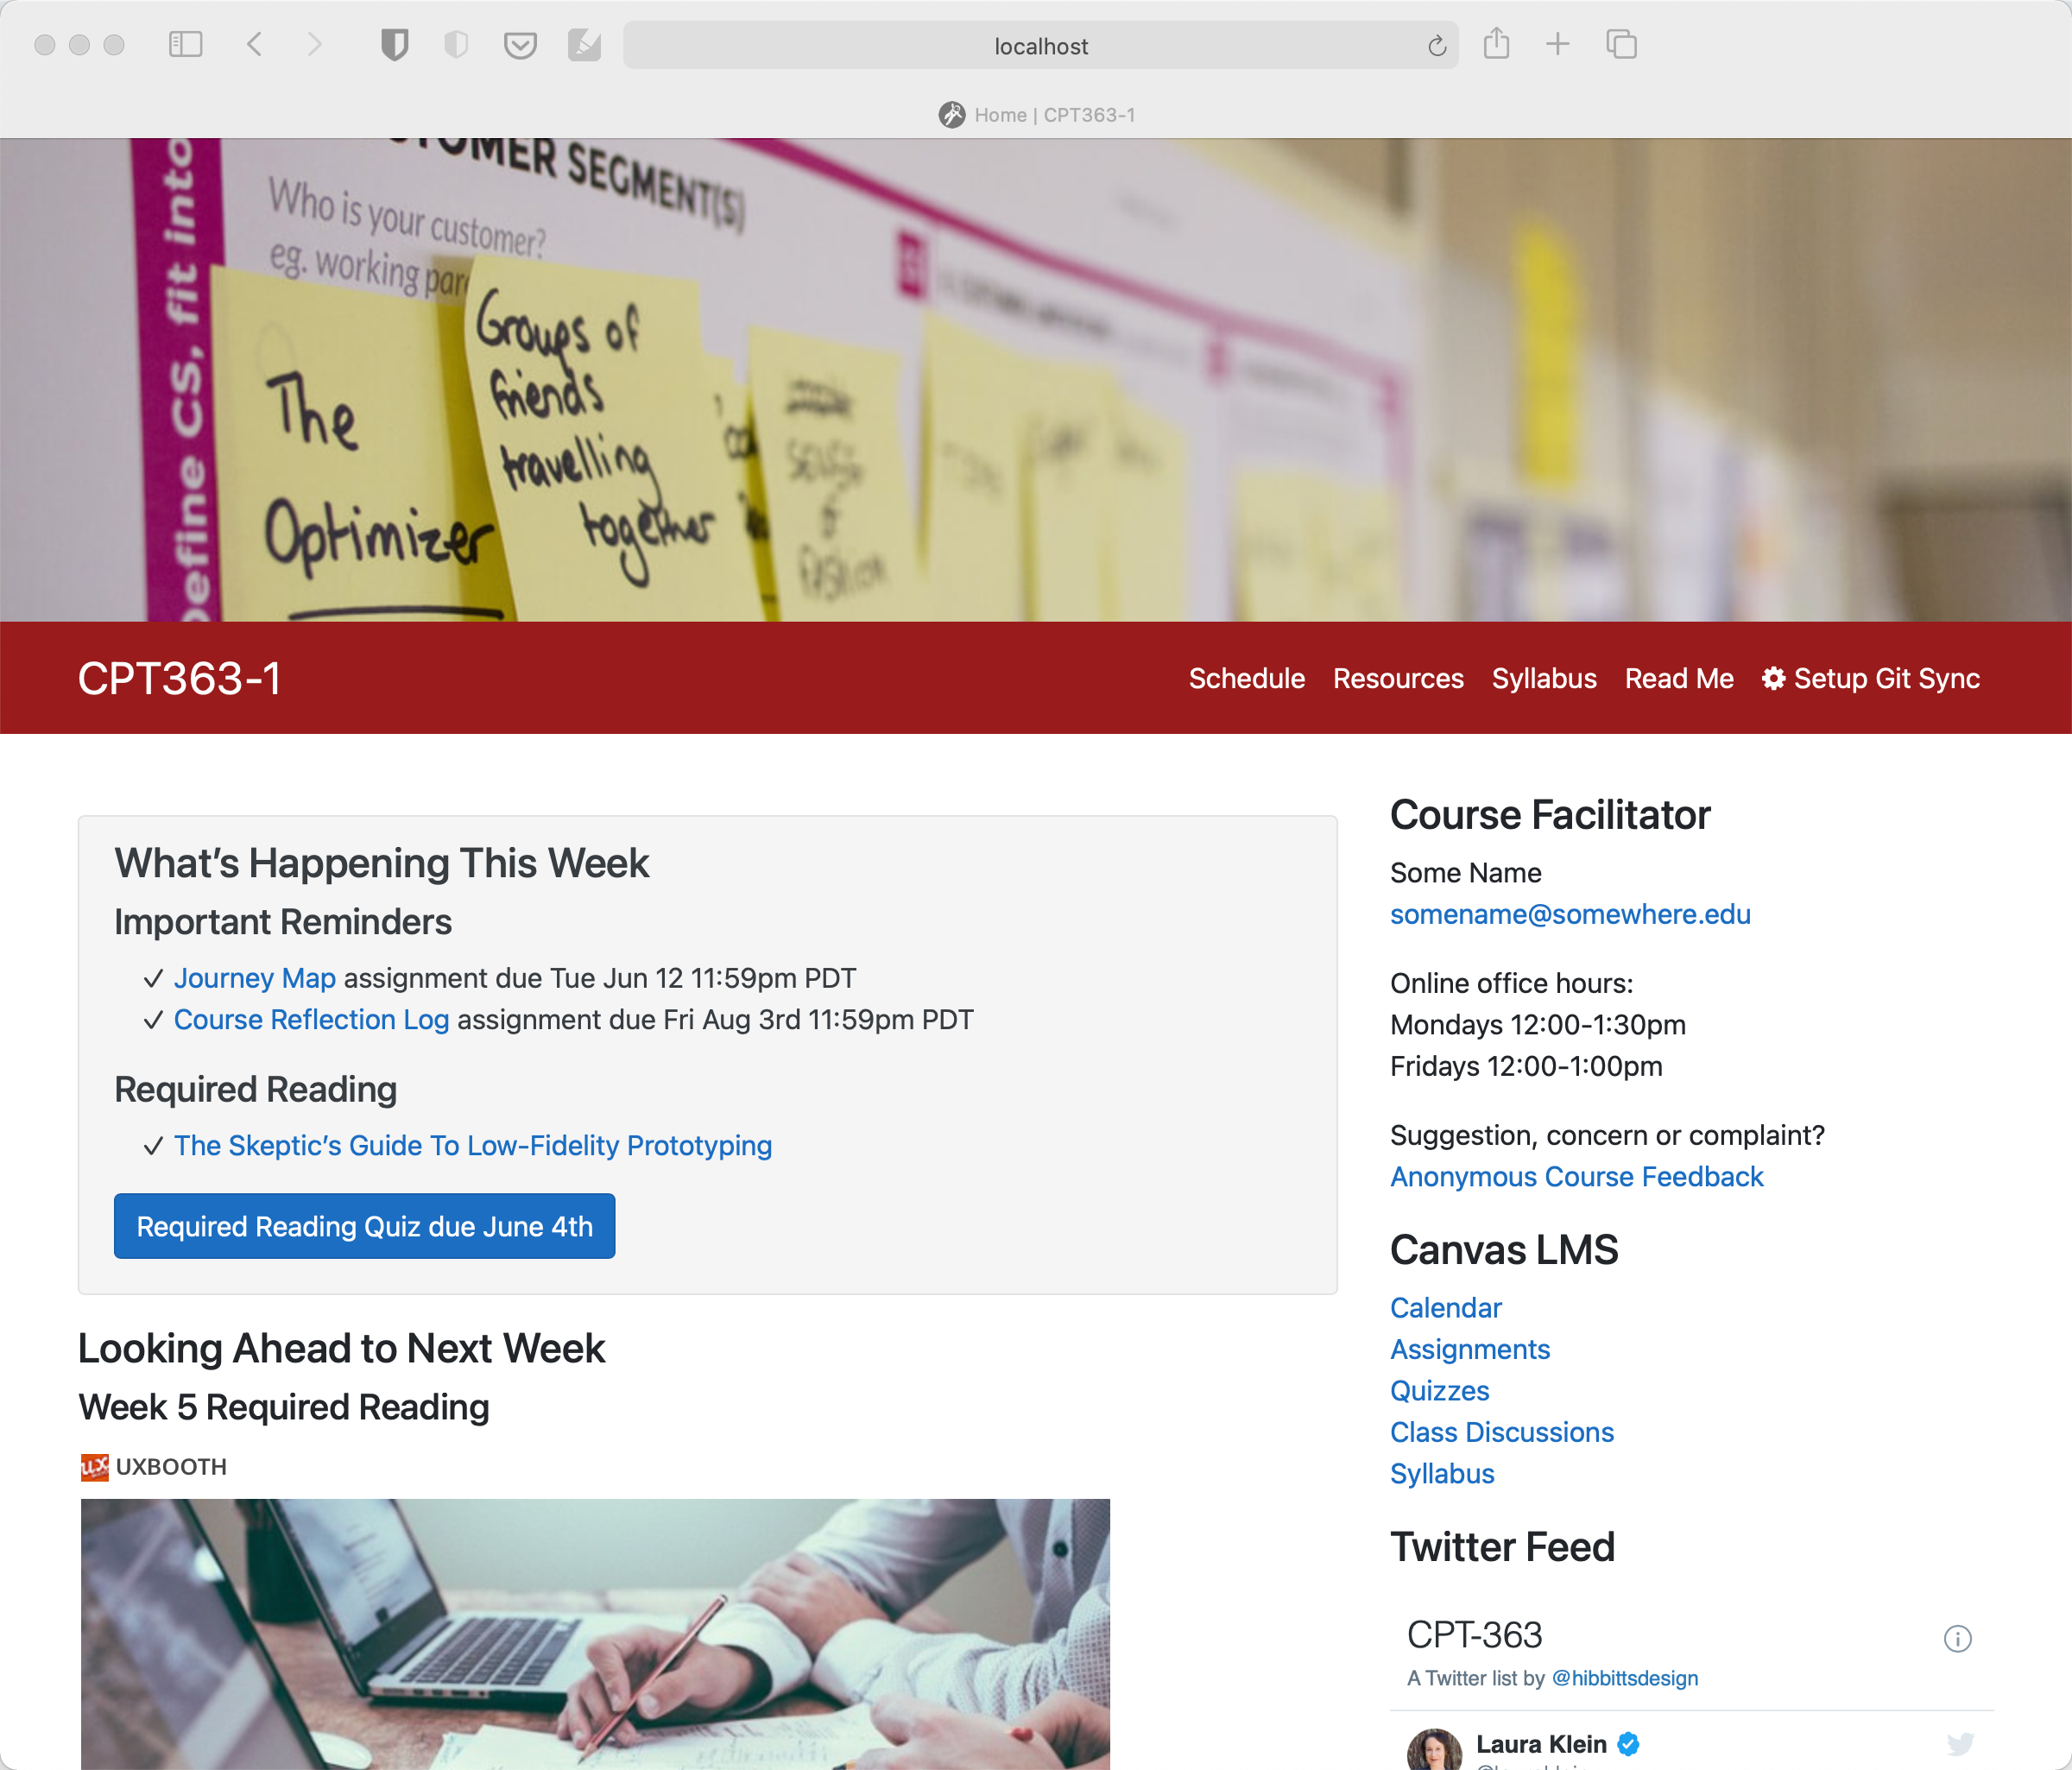 localhost
Home | CPT363-1
CUSTOMER SEGMENT(S)
Who is your customer?
eg. working
efine CS, fit into
The
Optimizer
Groups of
friends
travelling
together
CPT363-1
Schedule Resources Syllabus Read Me Setup Git Sync
What's Happening This Week
Important Reminders
Journey Map assignment due Tue Jun 12 11:59pm PDT
Course Reflection Log assignment due Fri Aug 3rd 11:59pm PDT
Required Reading
The Skeptic's Guide To Low-Fidelity Prototyping
Required Reading Quiz due June 4th
Looking Ahead to Next Week
Week 5 Required Reading
ux UXBOOTH
Course Facilitator
Some Name
somename@somewhere.edu
Online office hours:
Mondays 12:00-1:30pm
Fridays 12:00-1:00pm
Suggestion, concern or complaint?
Anonymous Course Feedback
Canvas LMS
Calendar
Assignments
Quizzes
Class Discussions
Syllabus
Twitter Feed
CPT-363
A Twitter list by @hibbittsdesign
Laura Klein